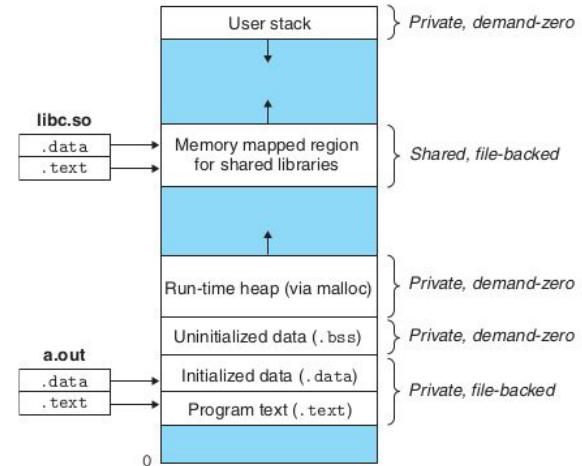 User stack
Private, demand-zero
libc.so
.data
.text
Memory mapped region
for shared libraries
Shared, file-backed
Run-time heap (via malloc)
Private, demand-zero
Uninitialized data (.bss)
Private, demand-zero
a.out
.data
.text
Initialized data (.data)
Program text (.text)
Private, file-backed
0